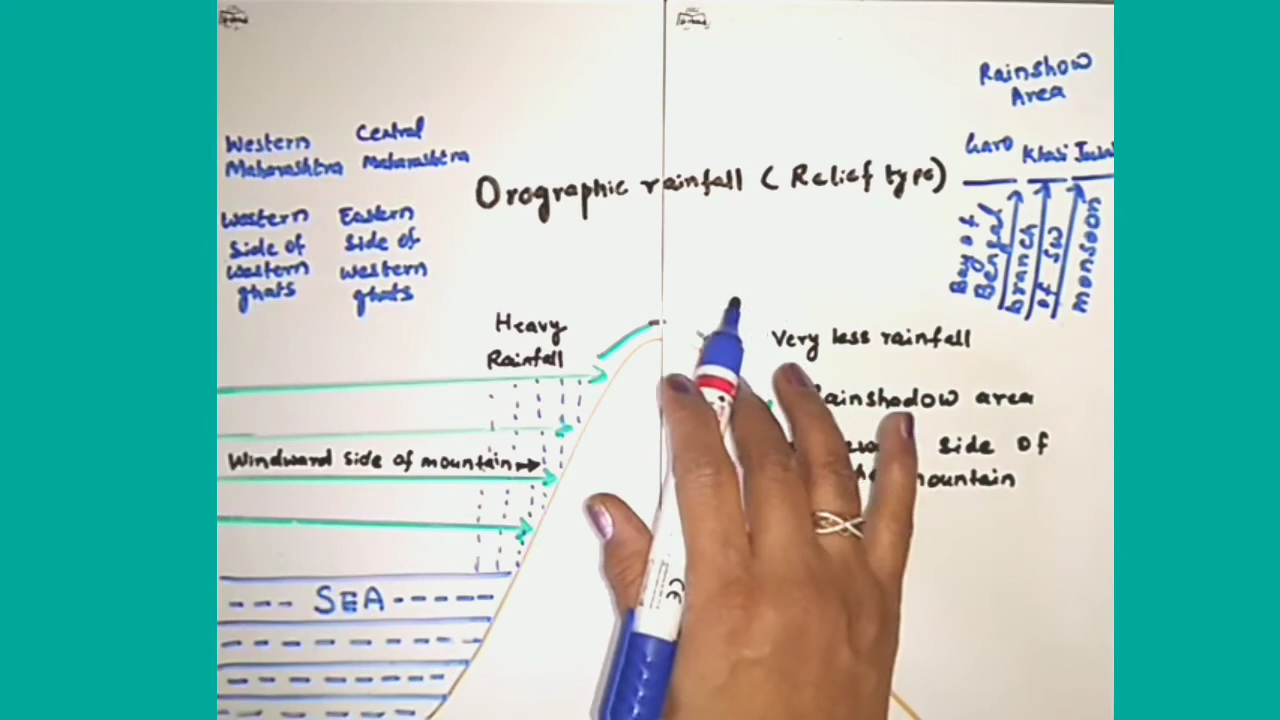 Western
Maharashtra
Central
Maharashtra
Western
side of
western
ghats
Eastern
side of
western
ghats
Orographic rainfall (Relief type)
Rainshow
Area
Garo
Khasi
Bay of
Bengal
branch
of SW
monsoon
Heavy
Rainfall
Very less rainfall
ainshadow area
side of
mountain
Windward side of mountain
SEA
CE